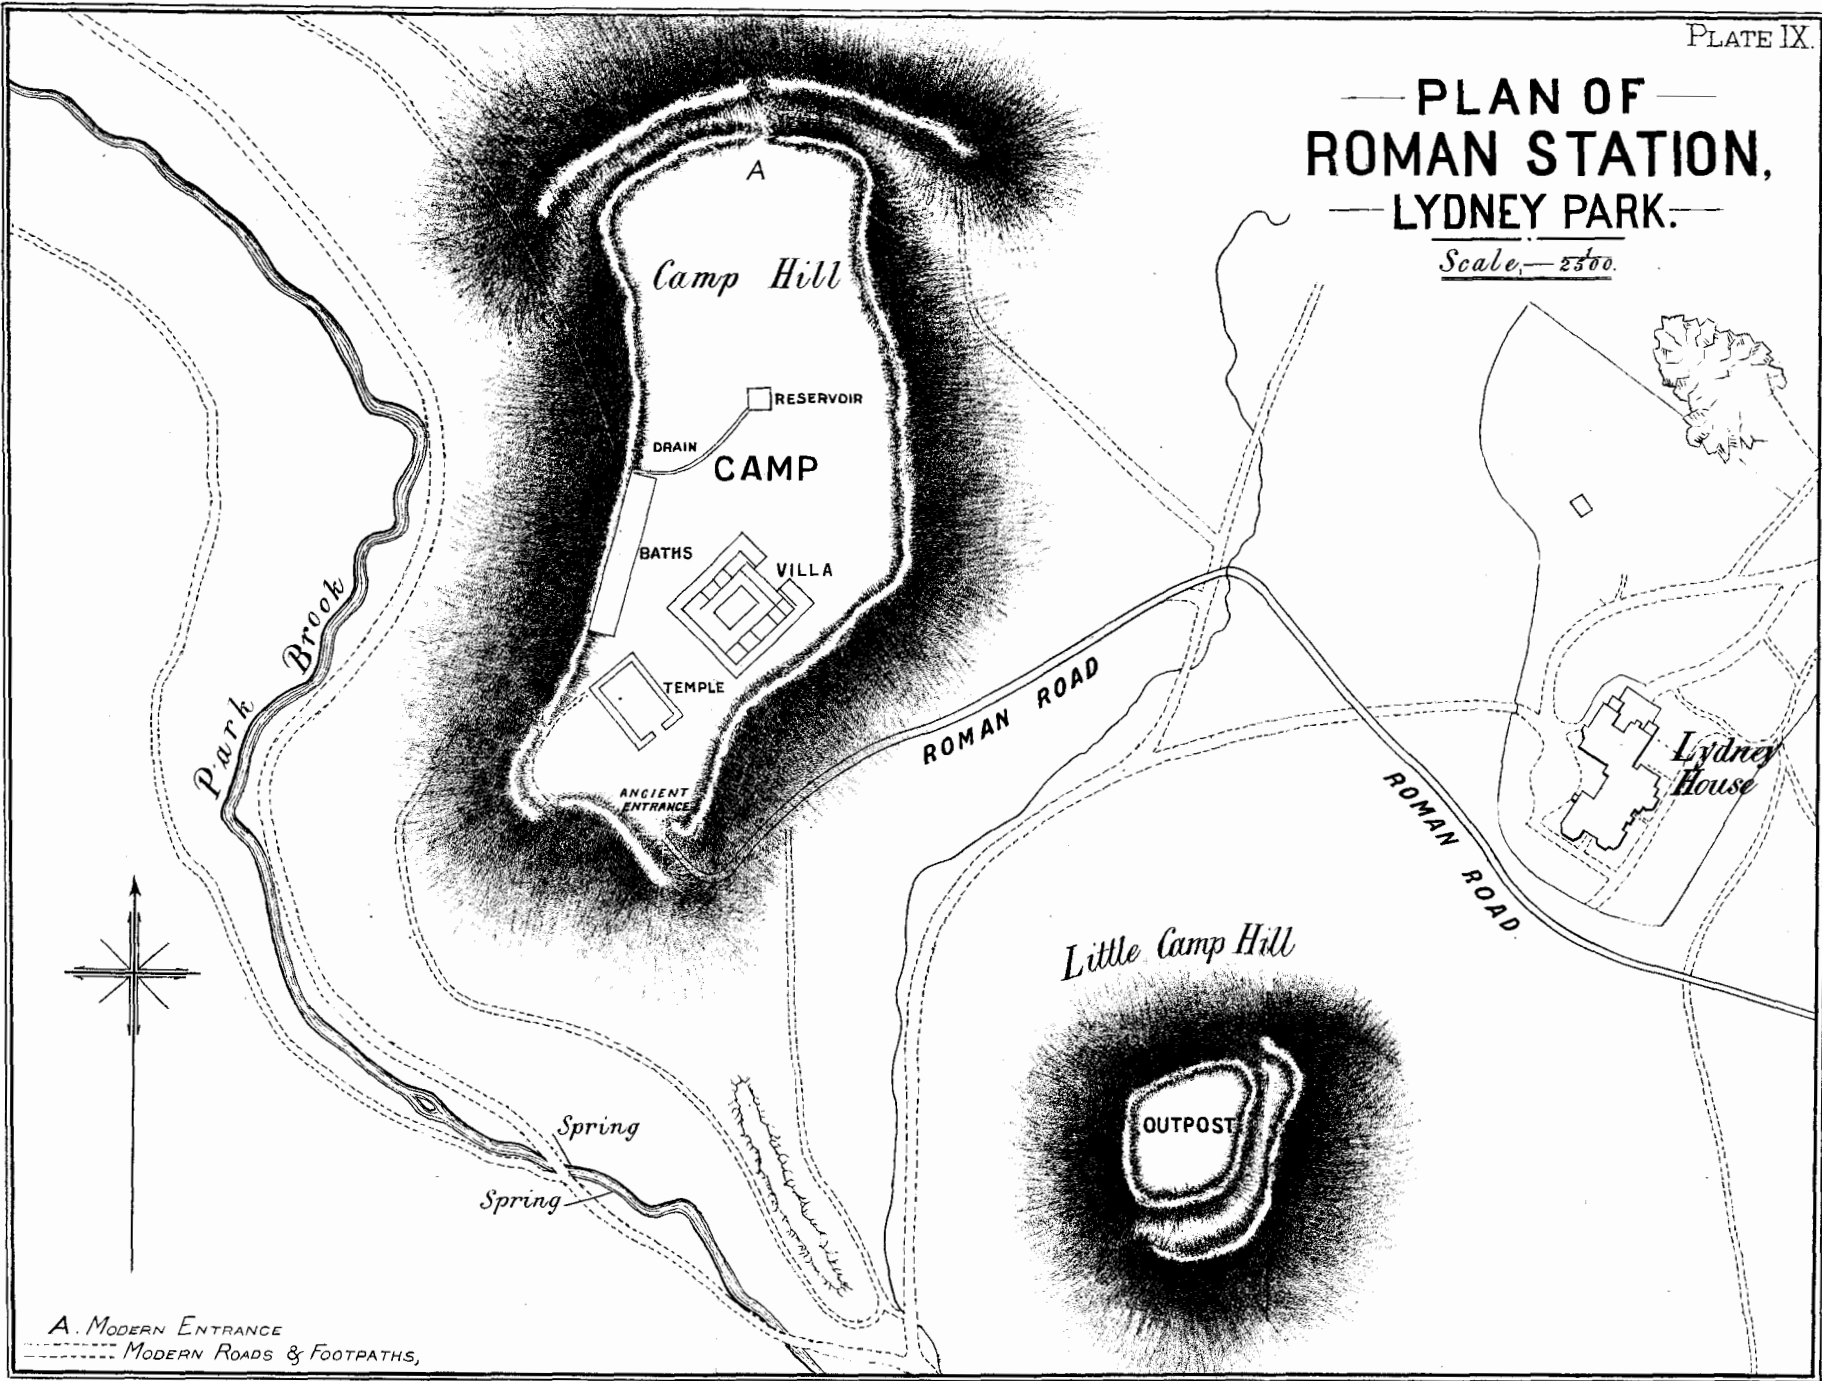 PLATE IX.
PLAN OF
ROMAN STATION,
LYDNEY PARK.
Scale,— 1/2500.
A
Camp Hill
RESERVOIR
DRAIN
CAMP
BATHS
VILLA
TEMPLE
ANCIENT
ENTRANCE
Park Brook
ROMAN ROAD
ROMAN ROAD
Lydney
House
Little Camp Hill
OUTPOST
Spring
Spring
A. MODERN ENTRANCE
MODERN ROADS & FOOTPATHS,